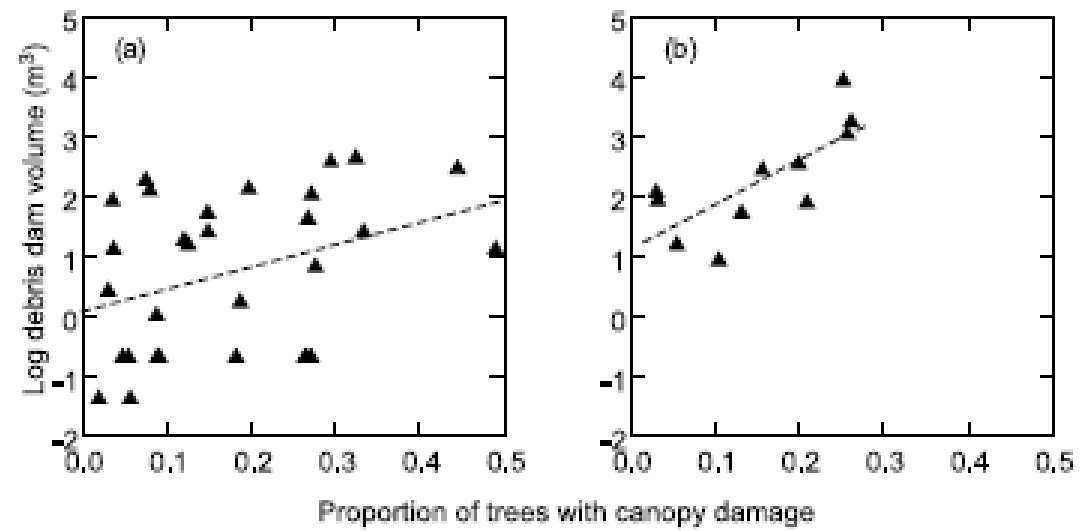 (a)
(b)
Log debris dam volume (m³)
5
4
3
2
1
0
−1
−2
0.0 0.1 0.2 0.3 0.4 0.5
5
4
3
2
1
0
−1
−2
0.0 0.1 0.2 0.3 0.4 0.5
Proportion of trees with canopy damage